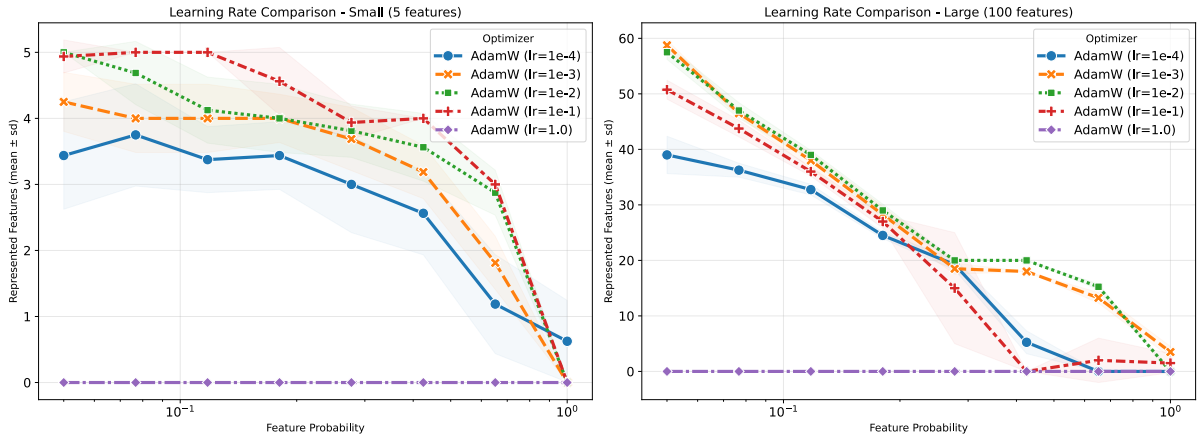 Learning Rate Comparison - Small (5 features)
Represented Features (mean ± sd)
5
4
3
2
1
0
10⁻¹
10⁰
Feature Probability
Optimizer
AdamW (lr=1e-4)
AdamW (lr=1e-3)
AdamW (lr=1e-2)
AdamW (lr=1e-1)
AdamW (lr=1.0)
Learning Rate Comparison - Large (100 features)
Represented Features (mean ± sd)
60
50
40
30
20
10
0
10⁻¹
10⁰
Feature Probability
Optimizer
AdamW (lr=1e-4)
AdamW (lr=1e-3)
AdamW (lr=1e-2)
AdamW (lr=1e-1)
AdamW (lr=1.0)